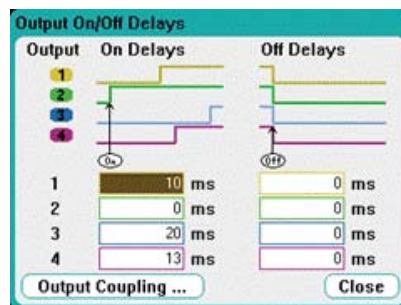 Output On/Off Delays
Output On Delays Off Delays
1
2
3
4
On Off
1 10 ms 0 ms
2 0 ms 0 ms
3 20 ms 0 ms
4 13 ms 0 ms
Output Coupling ... Close